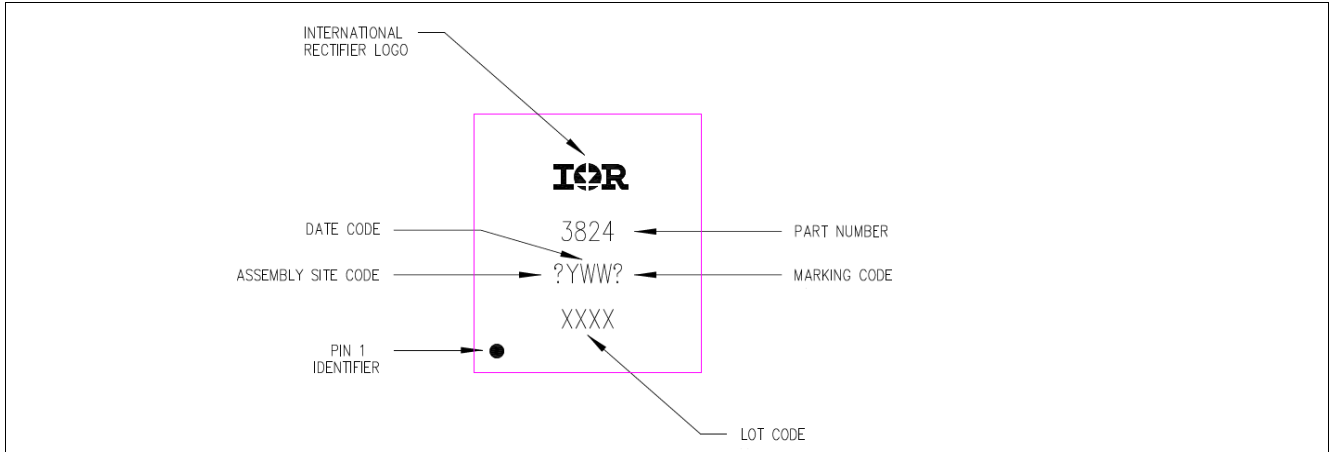 INTERNATIONAL
RECTIFIER LOGO
IOR
DATE CODE
3824
PART NUMBER
ASSEMBLY SITE CODE
?YWW?
MARKING CODE
XXXX
PIN 1
IDENTIFIER
LOT CODE